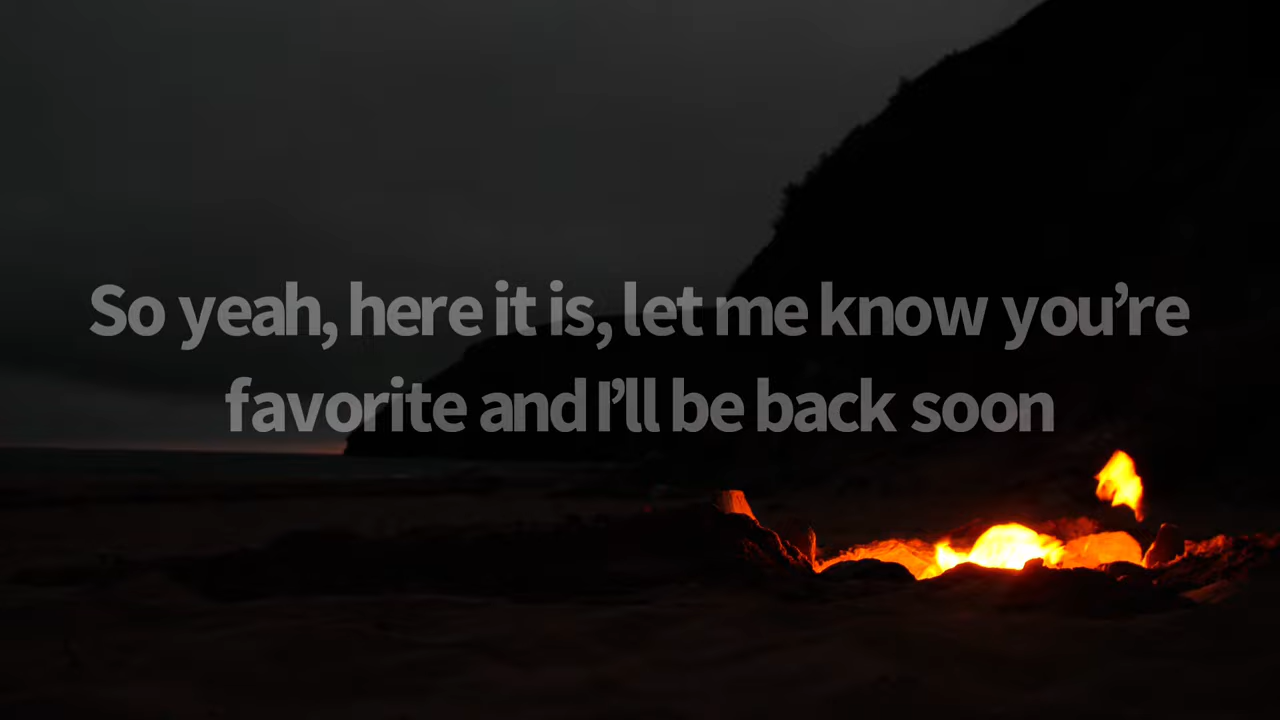 So yeah, here it is, let me know you’re
favorite and I’ll be back soon